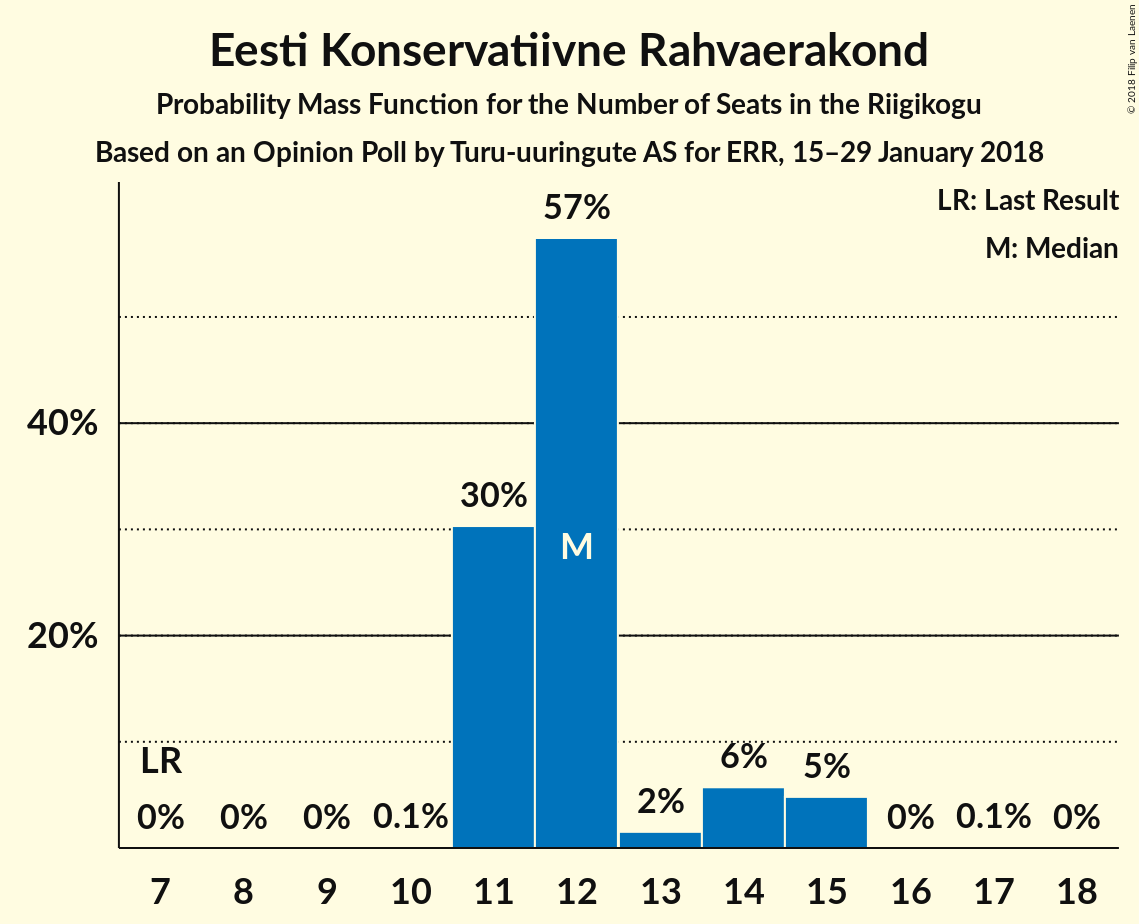 Eesti Konservatiivne Rahvaerakond
Probability Mass Function for the Number of Seats in the Riigikogu
Based on an Opinion Poll by Turu-uuringute AS for ERR, 15–29 January 2018
© 2018 Filip van Laenen
LR: Last Result
M: Median
57%
40%
30%
M
20%
LR
6%
5%
2%
0% 0% 0% 0.1% 0% 0.1% 0%
7 8 9 10 11 12 13 14 15 16 17 18